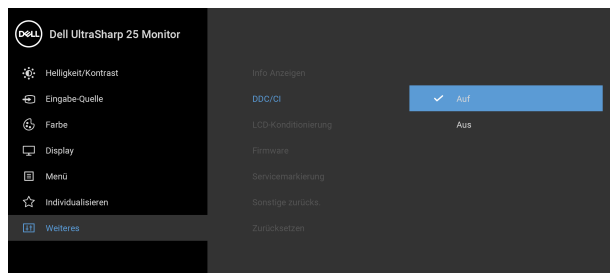 DELL
Dell UltraSharp 25 Monitor
Helligkeit/Kontrast
Eingabe-Quelle
Farbe
Display
Menü
Individualisieren
Weiteres
Info Anzeigen
DDC/CI
LCD-Konditionierung
Firmware
Servicemarkierung
Sonstige zurücks
Zurücksetzen
Auf
Aus